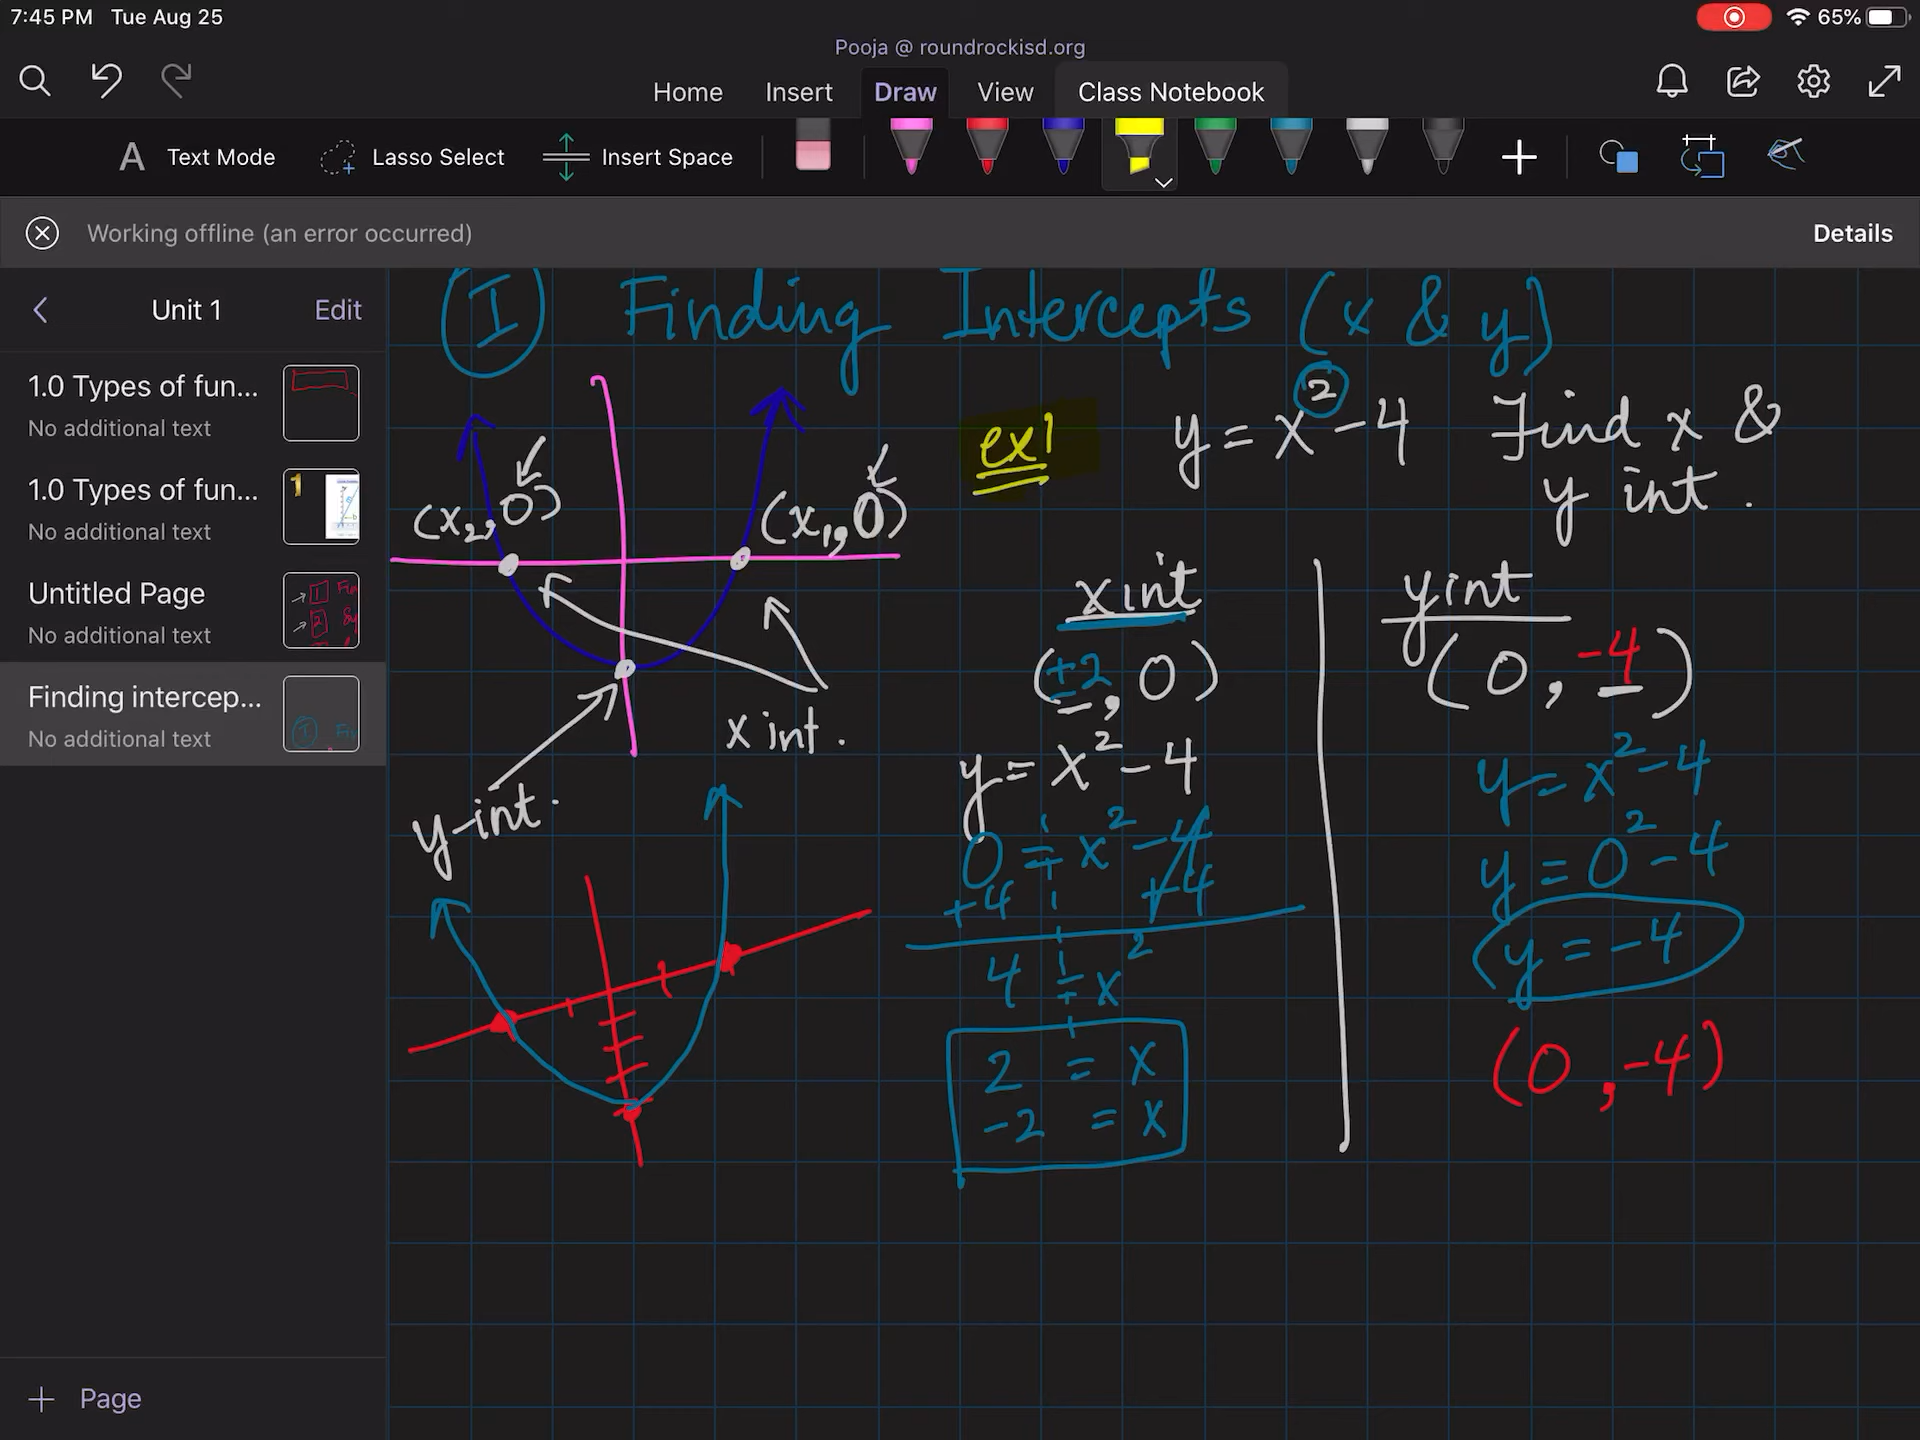 7:45 PM Tue Aug 25
65%
Pooja @ roundrockisd.org
Home Insert Draw View Class Notebook
A Text Mode Lasso Select Insert Space
Working offline (an error occurred) Details
Unit 1 Edit
1.0 Types of fun...
No additional text
1.0 Types of fun...
No additional text
Untitled Page
No additional text
Finding intercep...
No additional text
+ Page
I Finding Intercepts (x & y)
ex1 y = x² - 4 Find x &
y int.
(x₂, 0) (x₁, 0)
x int.
y-int.
x int
(±2, 0)
y = x² - 4
0 = x² - 4
+4 +4
4 = x²
2 = x
-2 = x
y int
(0, -4)
y = x² - 4
y = 0² - 4
y = -4
(0, -4)